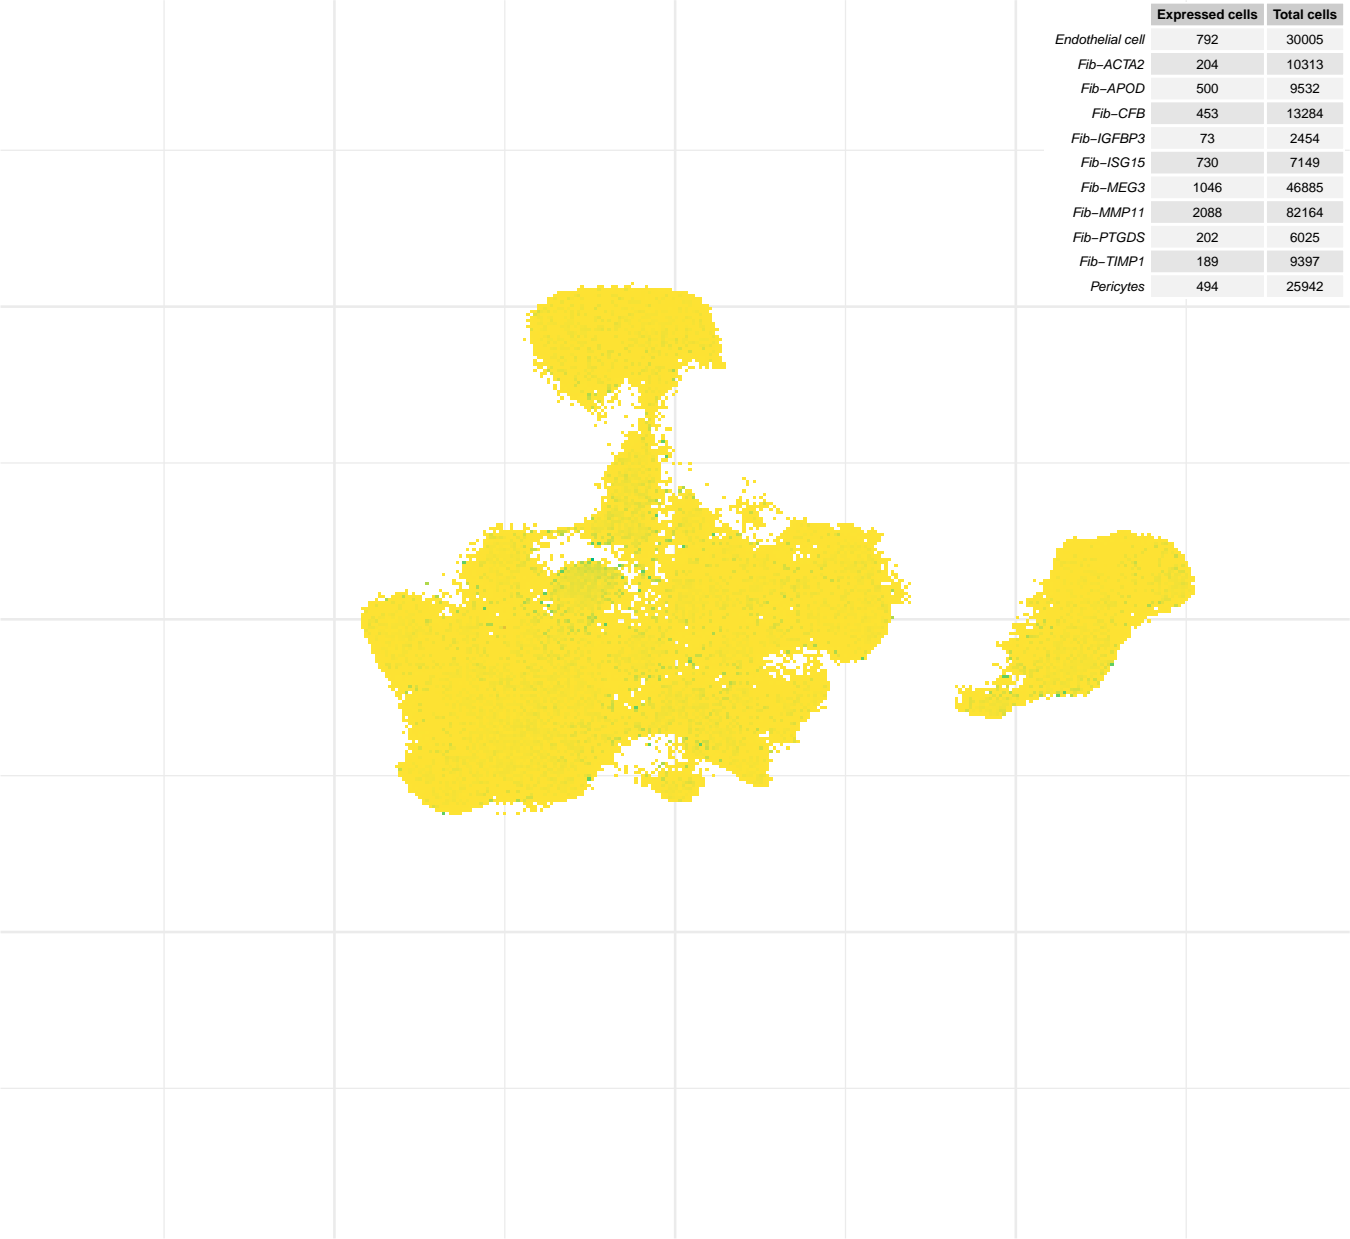 Expressed cells Total cells
Endothelial cell 792 30005
Fib−ACTA2 204 10313
Fib−APOD 500 9532
Fib−CFB 453 13284
Fib−IGFBP3 73 2454
Fib−ISG15 730 7149
Fib−MEG3 1046 46885
Fib−MMP11 2088 82164
Fib−PTGDS 202 6025
Fib−TIMP1 189 9397
Pericytes 494 25942